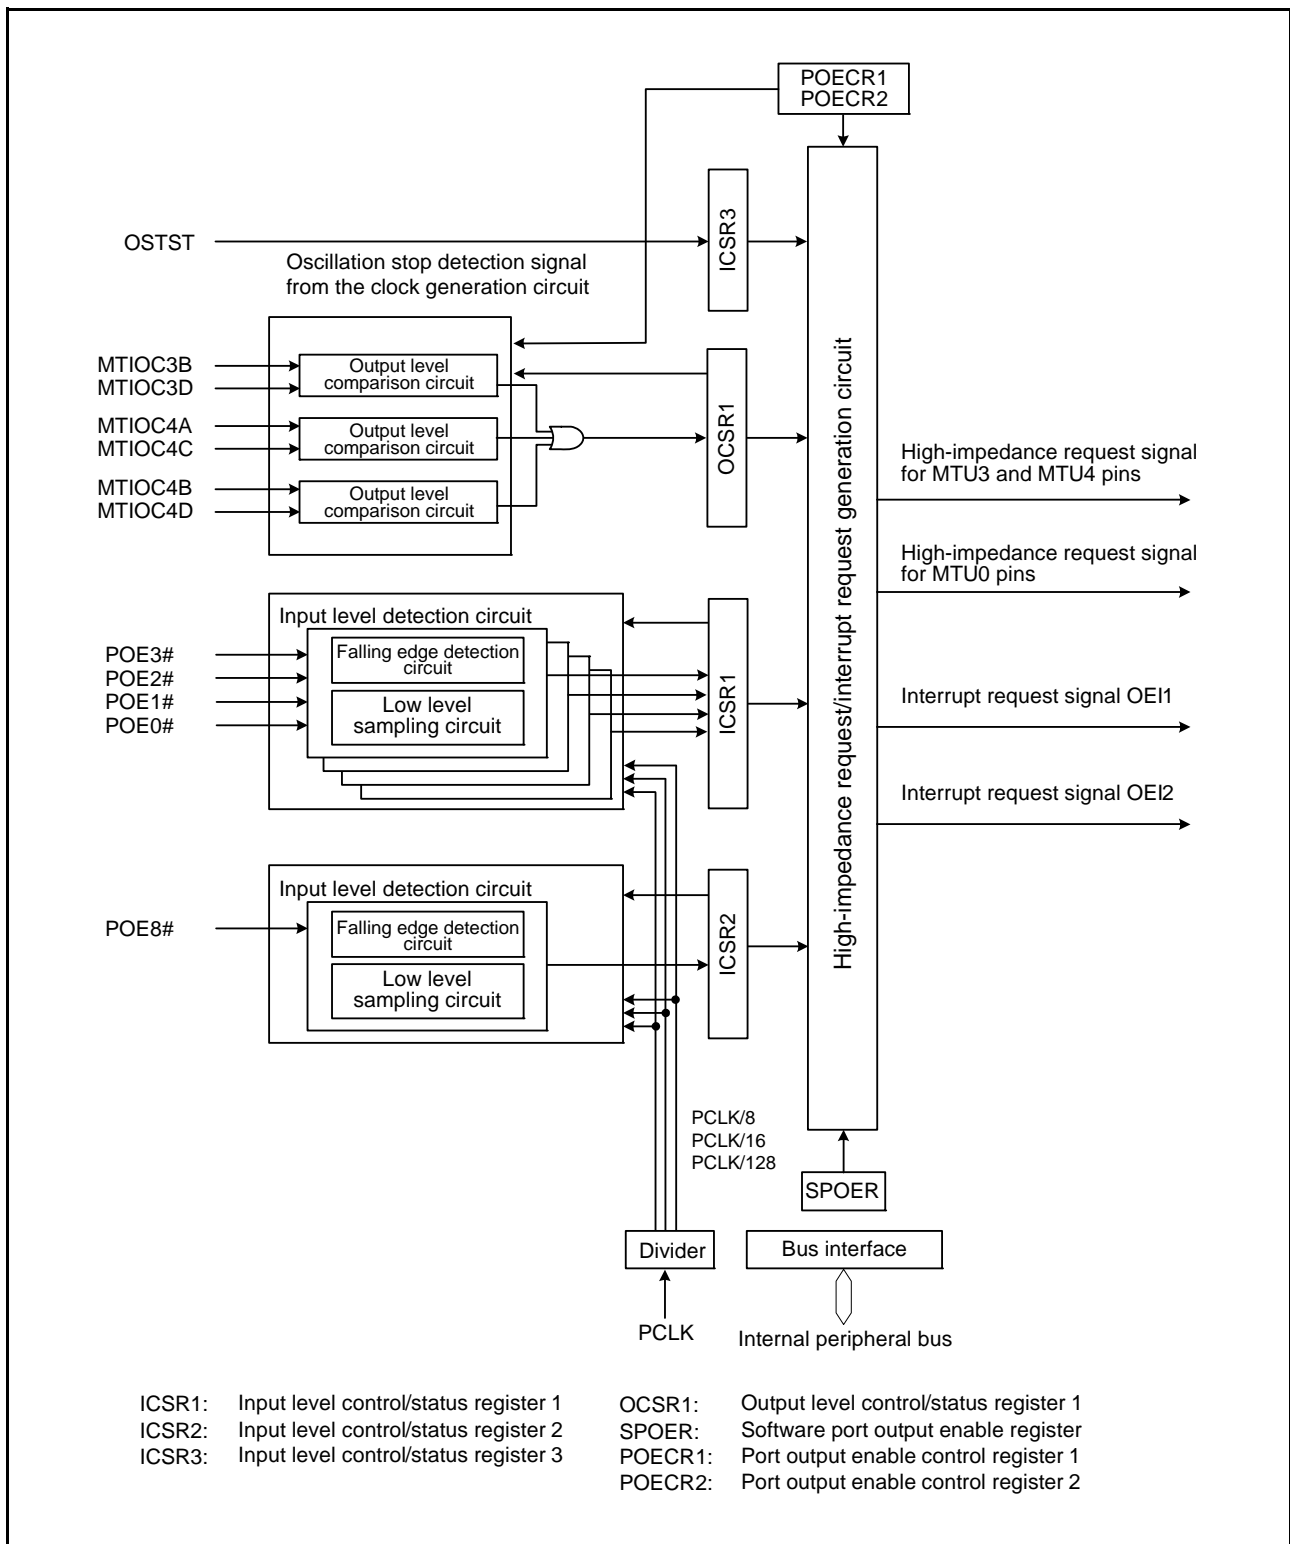 POECR1
POECR2
ICSR3
OSTST
Oscillation stop detection signal
from the clock generation circuit
MTIOC3B
MTIOC3D
Output level
comparison circuit
MTIOC4A
MTIOC4C
Output level
comparison circuit
MTIOC4B
MTIOC4D
Output level
comparison circuit
OCSR1
High-impedance request/interrupt request generation circuit
High-impedance request signal
for MTU3 and MTU4 pins
High-impedance request signal
for MTU0 pins
Input level detection circuit
POE3#
POE2#
POE1#
POE0#
Falling edge detection
circuit
Low level
sampling circuit
ICSR1
Interrupt request signal OEI1
Interrupt request signal OEI2
Input level detection circuit
POE8#
Falling edge detection
circuit
Low level
sampling circuit
ICSR2
PCLK/8
PCLK/16
PCLK/128
SPOER
Divider
Bus interface
PCLK
Internal peripheral bus
ICSR1: Input level control/status register 1
ICSR2: Input level control/status register 2
ICSR3: Input level control/status register 3
OCSR1: Output level control/status register 1
SPOER: Software port output enable register
POECR1: Port output enable control register 1
POECR2: Port output enable control register 2